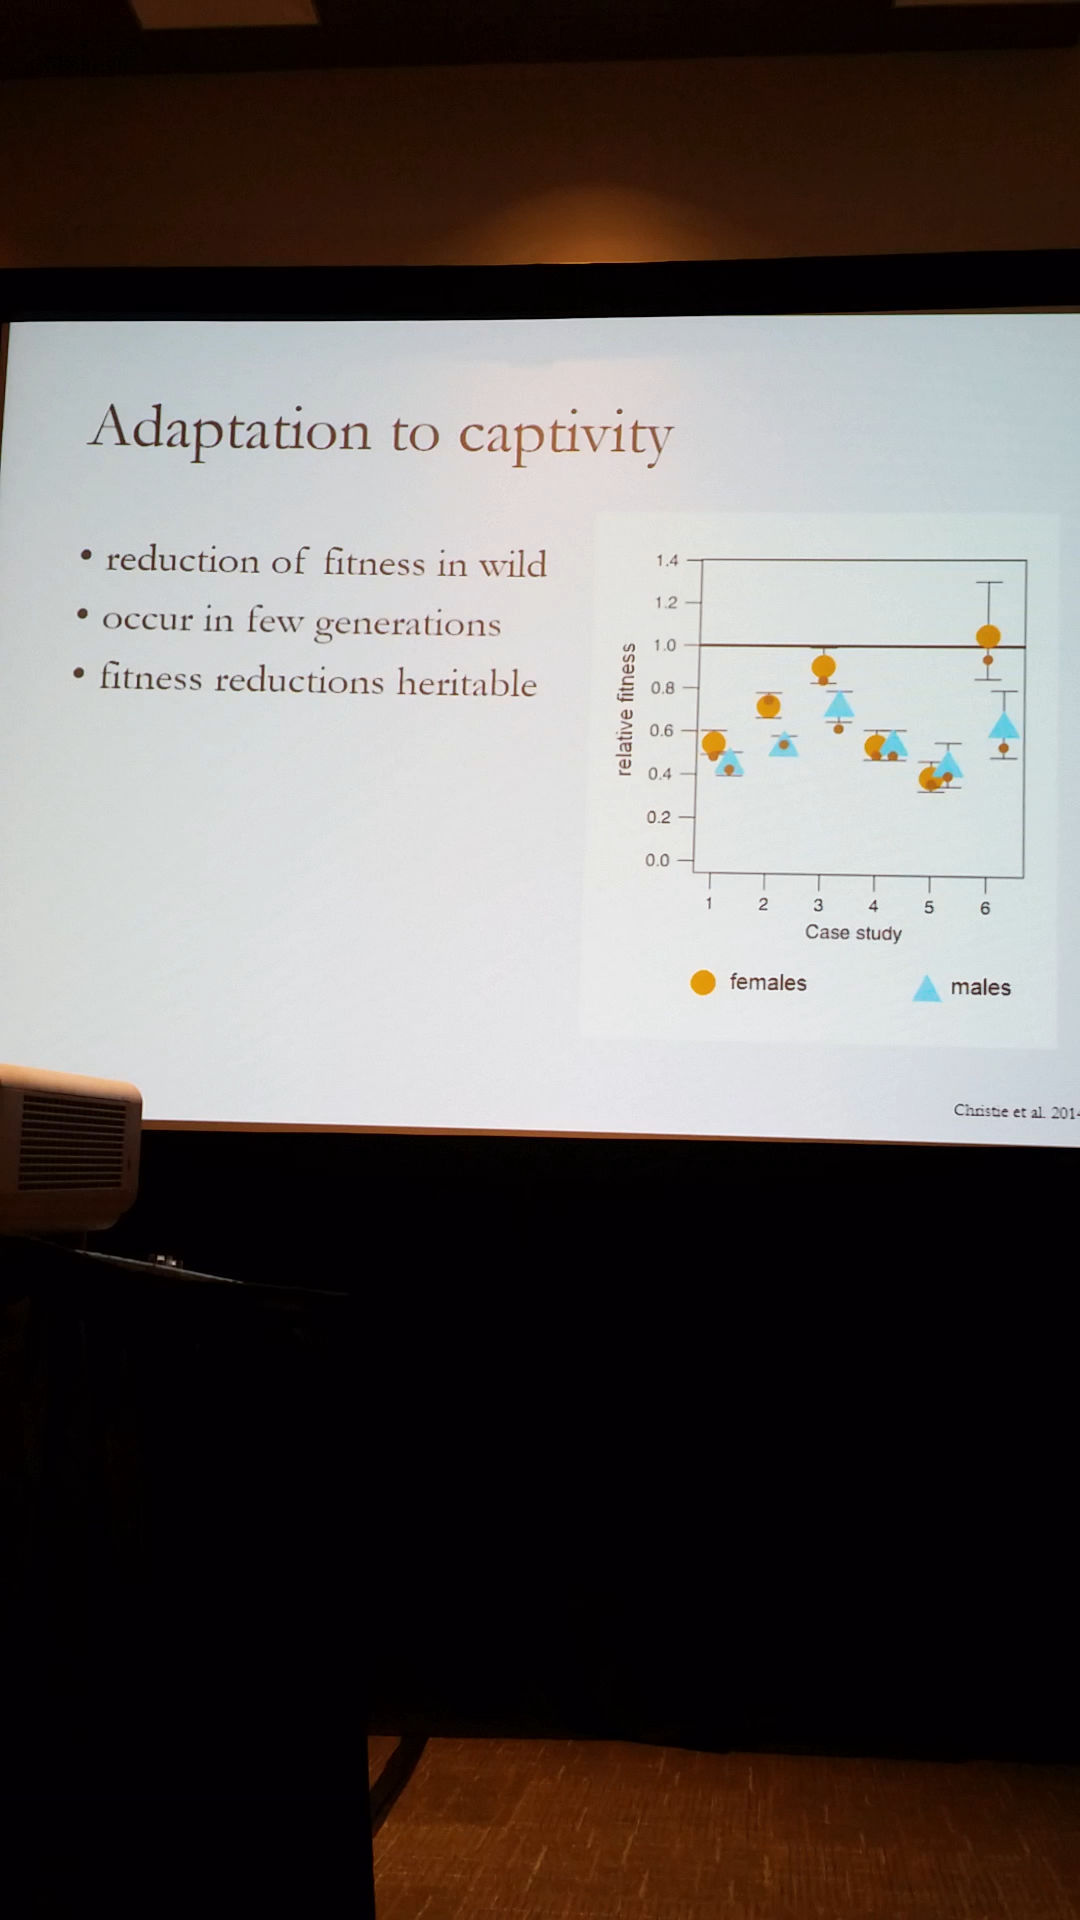 Adaptation to captivity
• reduction of fitness in wild
• occur in few generations
• fitness reductions heritable
relative fitness
1.4
1.2
1.0
0.8
0.6
0.4
0.2
0.0
1 2 3 4 5 6
Case study
females males
Christie et al. 201